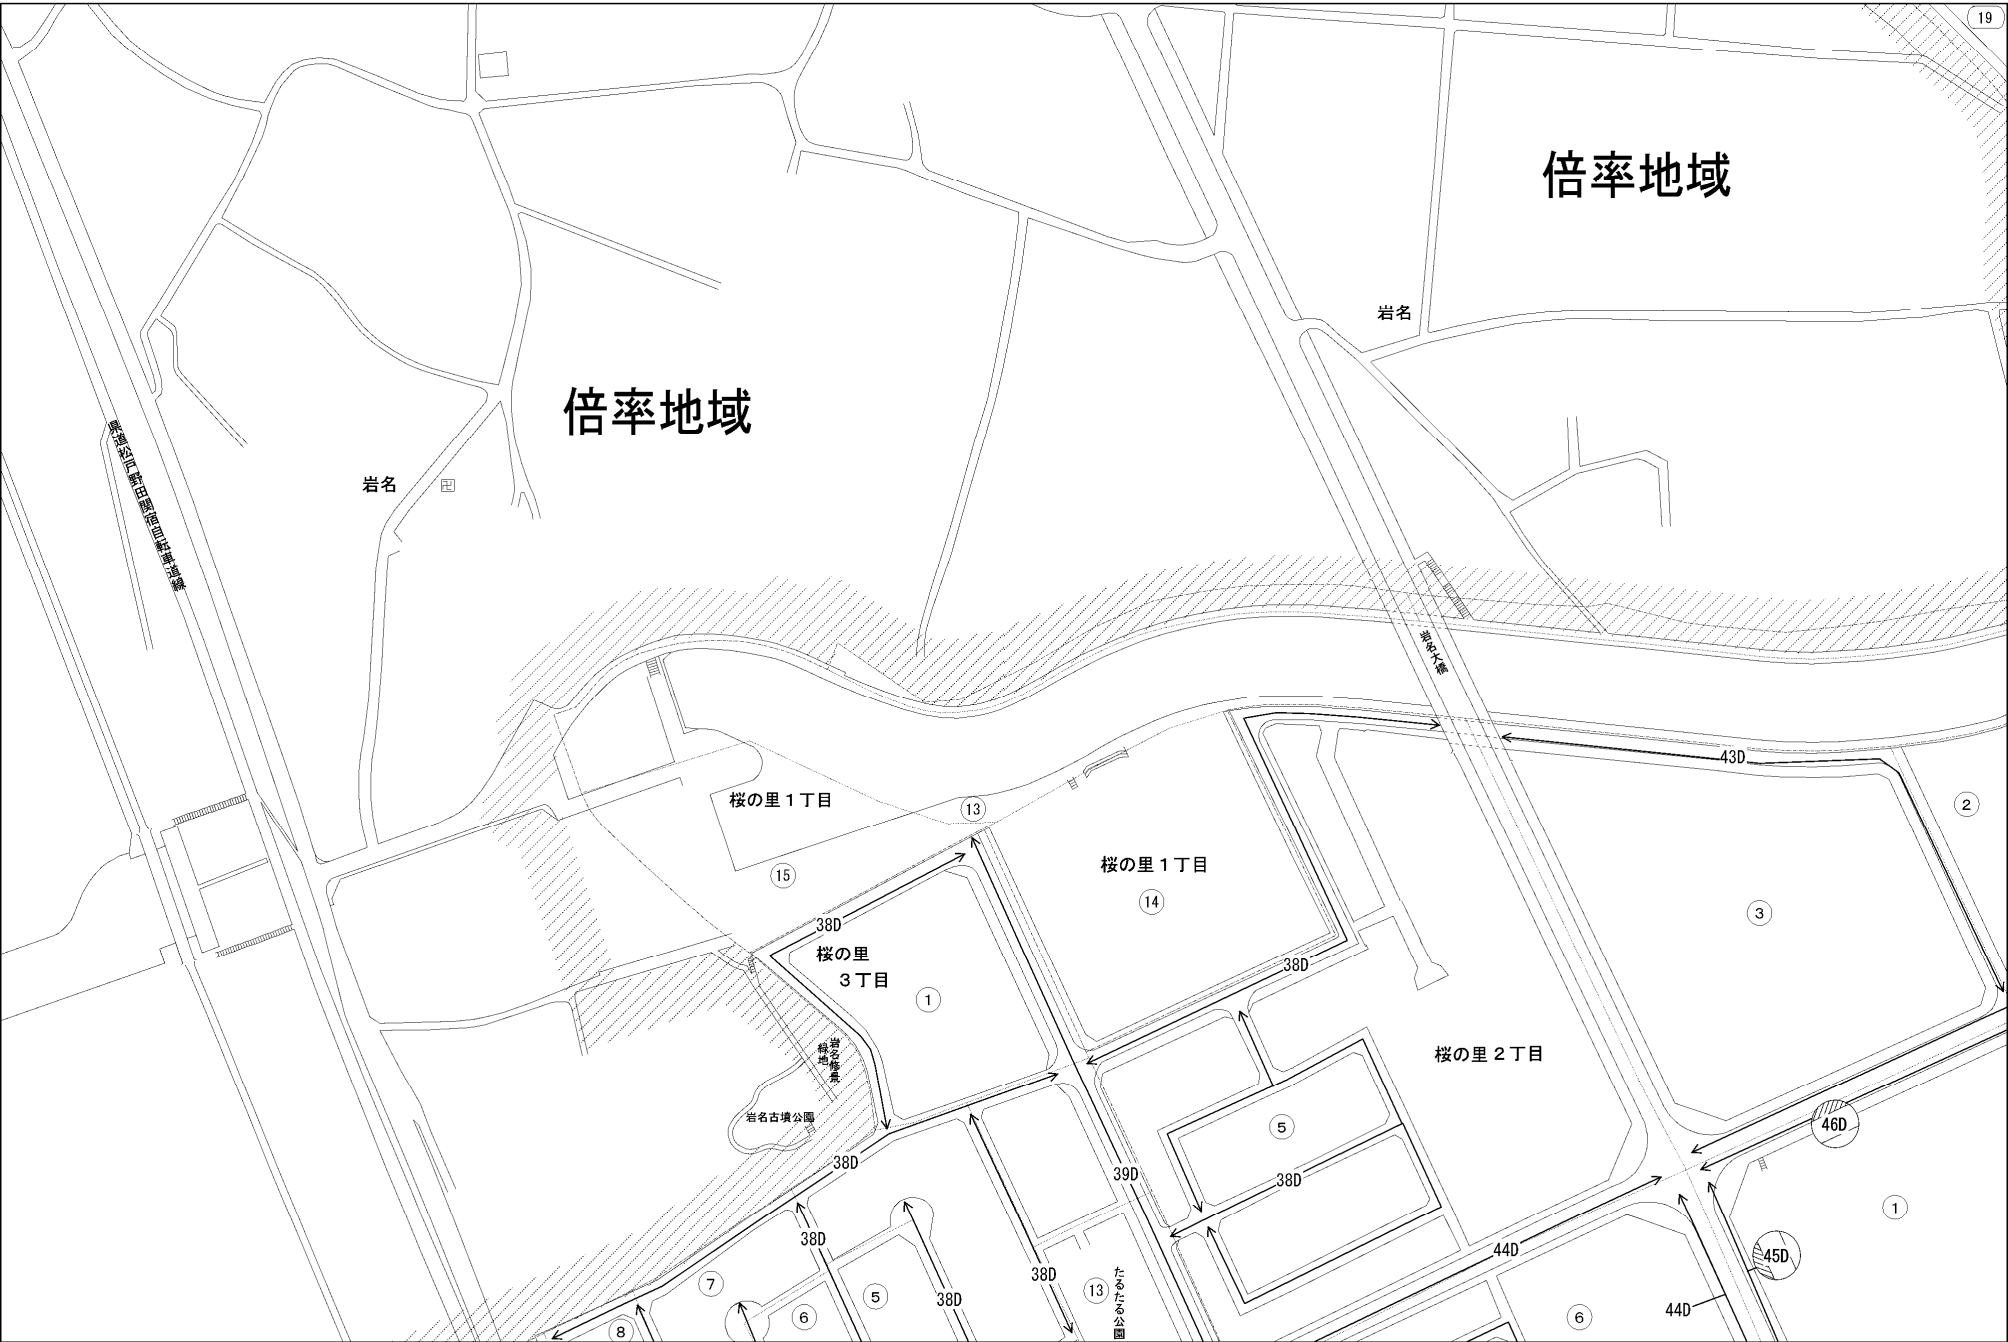 19
倍率地域
岩名
倍率地域
県道松戸野田関宿自転車道線
岩名
卍
岩名大橋
43D
桜の里1丁目
13
2
桜の里1丁目
15
14
3
38D
桜の里
3丁目
38D
1
岩名修景
緑地
桜の里2丁目
岩名古墳公園
5
46D
38D
39D
38D
1
38D
44D
45D
38D
7
13
たるたる公園
5
38D
6
44D
6
8